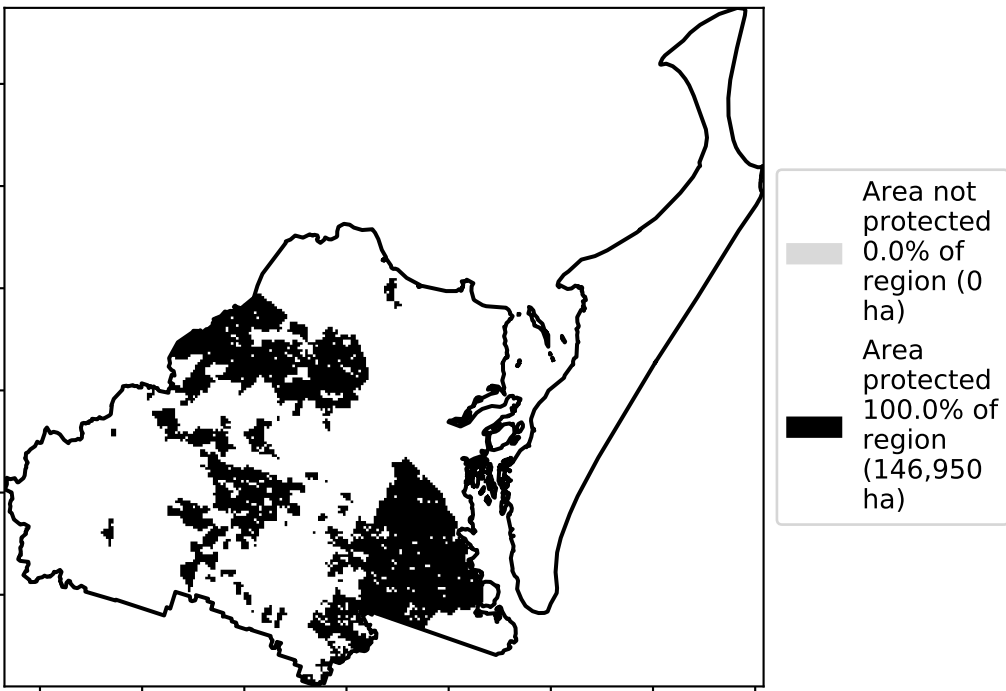 Area not
protected
0.0% of
region (0
ha)
Area
protected
100.0% of
region
(146,950
ha)